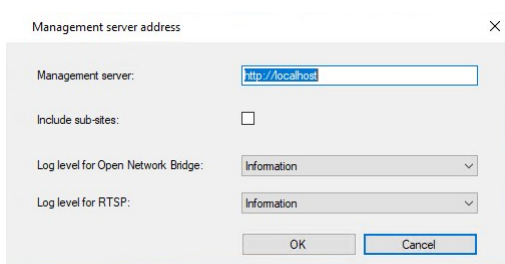 Management server address
Management server:
http://localhost
Include sub-sites:
Log level for Open Network Bridge:
Information
Log level for RTSP:
Information
OK
Cancel